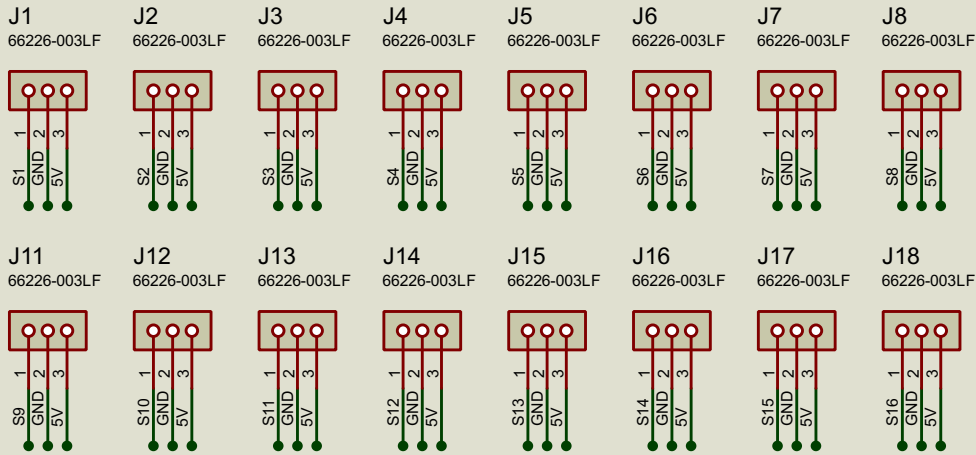 J1 J2 J3 J4 J5 J6 J7 J8
66226-003LF 66226-003LF 66226-003LF 66226-003LF 66226-003LF 66226-003LF 66226-003LF 66226-003LF
1 2 3 1 2 3 1 2 3 1 2 3 1 2 3 1 2 3 1 2 3 1 2 3
S1 GND 5V S2 GND 5V S3 GND 5V S4 GND 5V S5 GND 5V S6 GND 5V S7 GND 5V S8 GND 5V
J11 J12 J13 J14 J15 J16 J17 J18
66226-003LF 66226-003LF 66226-003LF 66226-003LF 66226-003LF 66226-003LF 66226-003LF 66226-003LF
1 2 3 1 2 3 1 2 3 1 2 3 1 2 3 1 2 3 1 2 3 1 2 3
S9 GND 5V S10 GND 5V S11 GND 5V S12 GND 5V S13 GND 5V S14 GND 5V S15 GND 5V S16 GND 5V